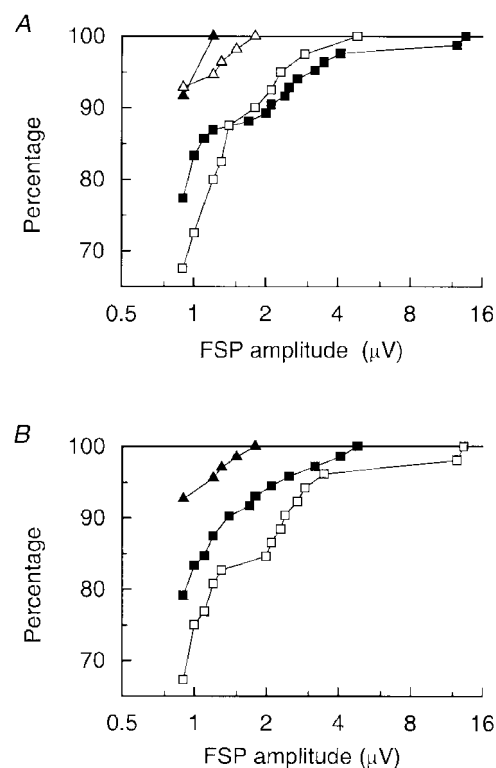 A
100
90
80
70
Percentage
0.5 1 2 4 8 16
FSP amplitude (μV)
B
100
90
80
70
Percentage
0.5 1 2 4 8 16
FSP amplitude (μV)